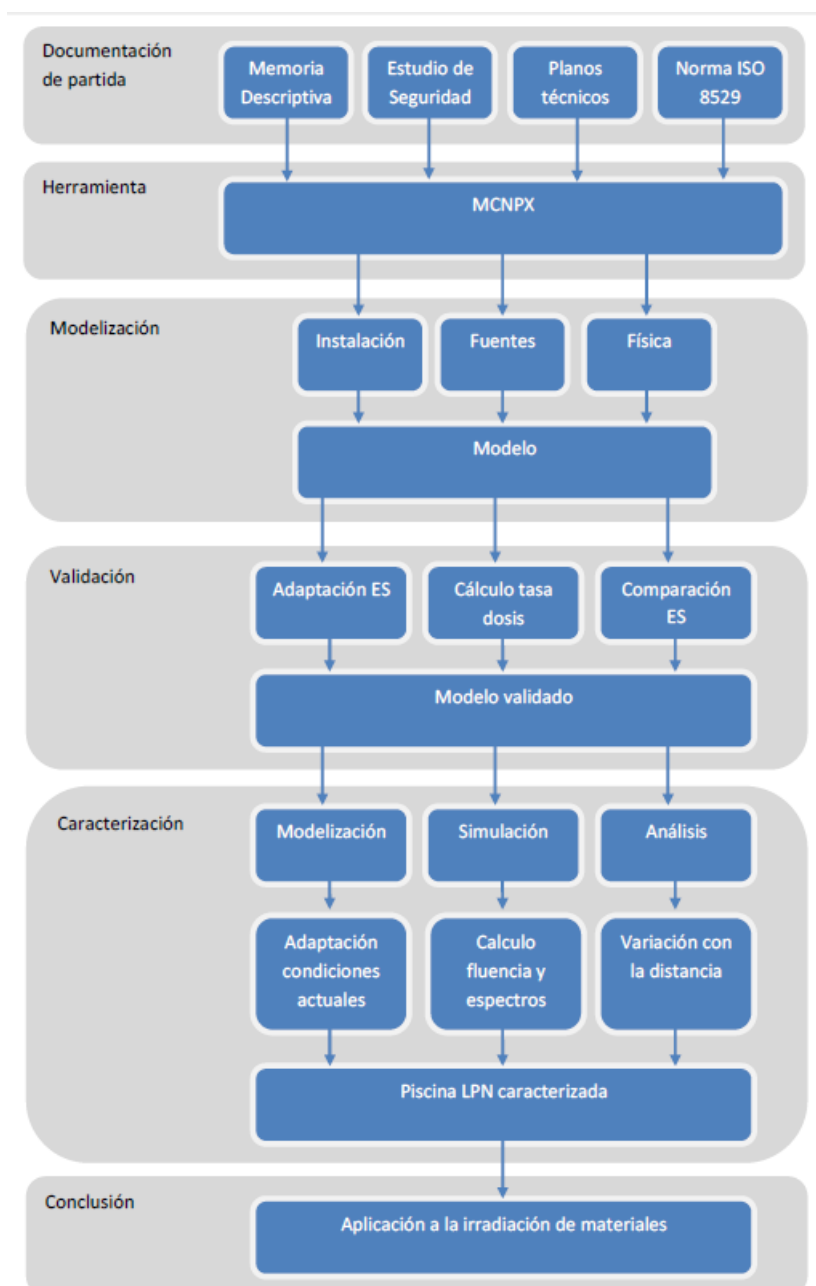 Documentación
de partida
Memoria
Descriptiva
Estudio de
Seguridad
Planos
técnicos
Norma ISO
8529
Herramienta
MCNPX
Modelización
Instalación
Fuentes
Física
Modelo
Validación
Adaptación ES
Cálculo tasa
dosis
Comparación
ES
Modelo validado
Caracterización
Modelización
Simulación
Análisis
Adaptación
condiciones
actuales
Calculo
fluencia y
espectros
Variación con
la distancia
Piscina LPN caracterizada
Conclusión
Aplicación a la irradiación de materiales